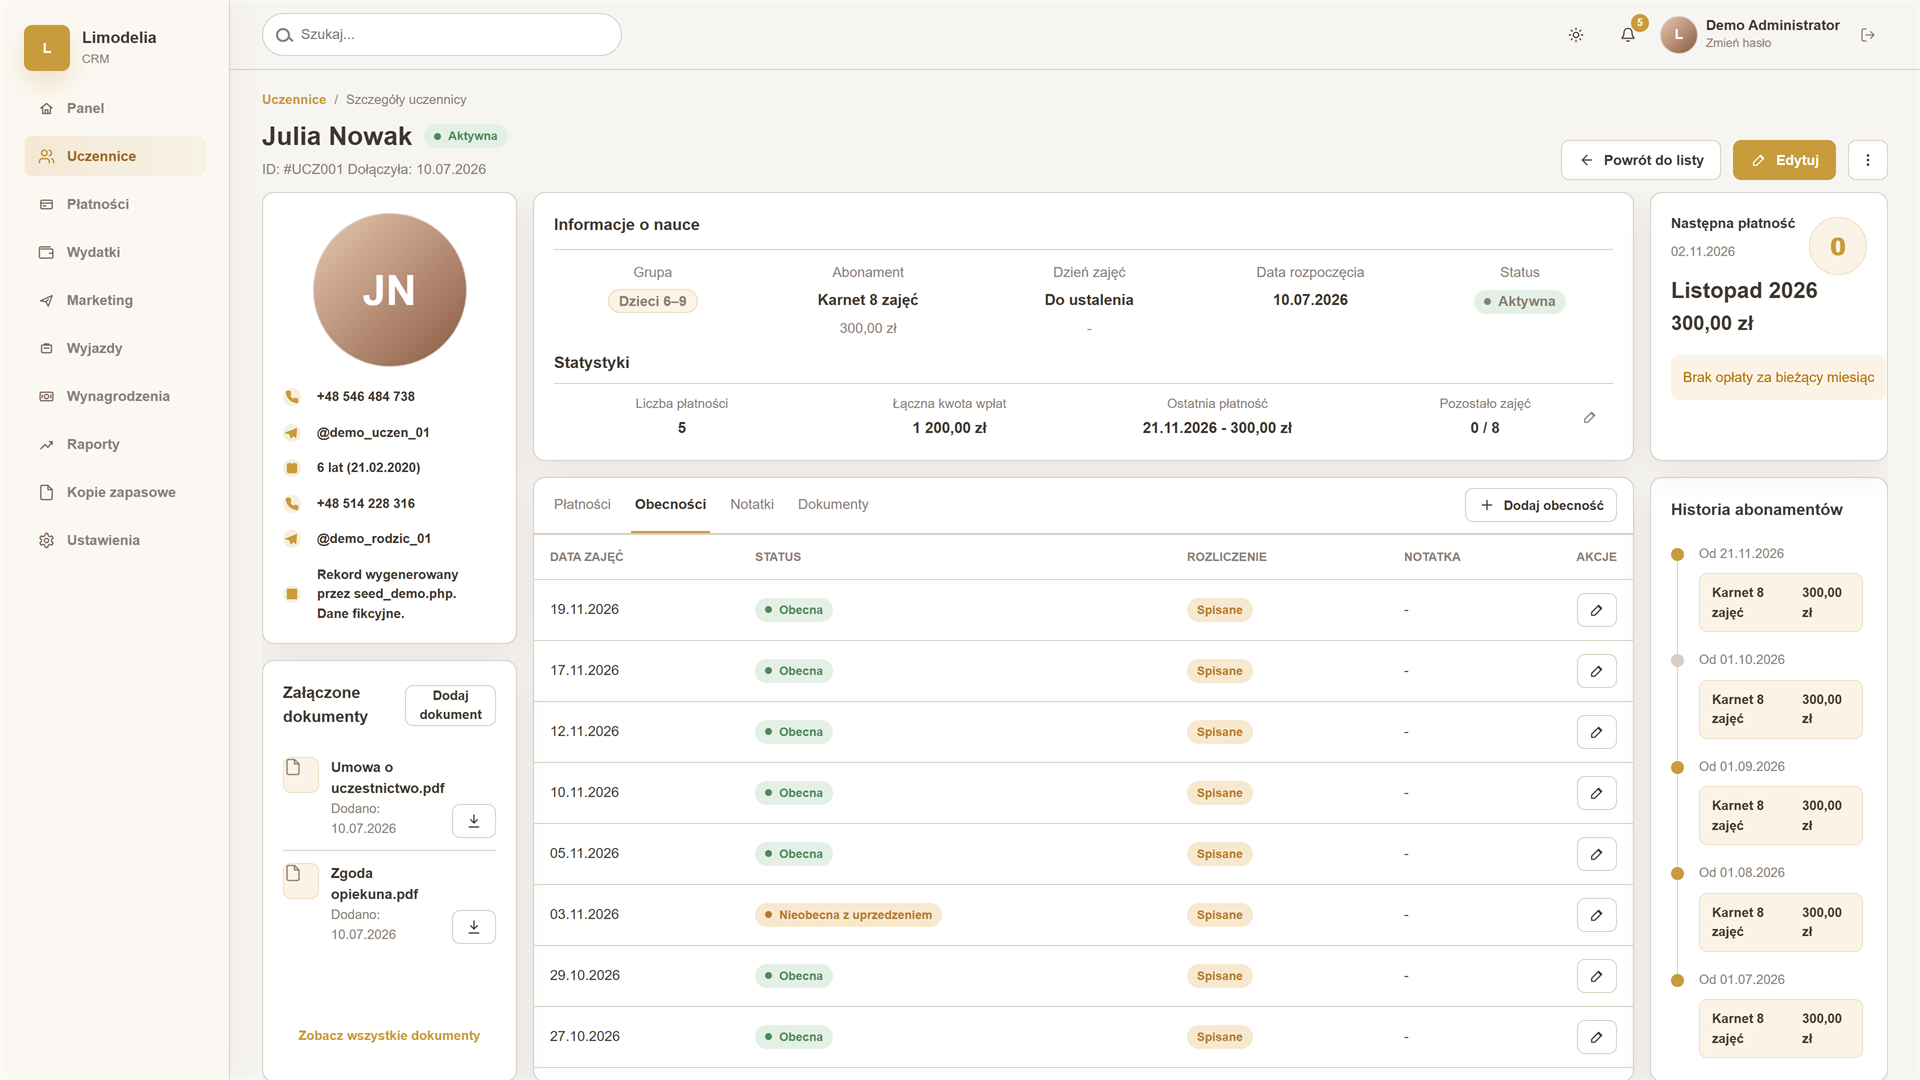 L
Limodelia
CRM
Panel
Uczennice
Płatności
Wydatki
Marketing
Wyjazdy
Wynagrodzenia
Raporty
Kopie zapasowe
Ustawienia
Szukaj...
5
L
Demo Administrator
Zmień hasło
Uczennice / Szczegóły uczennicy
Julia Nowak
Aktywna
ID: #UCZ001 Dołączyła: 10.07.2026
Powrót do listy
Edytuj
JN
+48 546 484 738
@demo_uczen_01
6 lat (21.02.2020)
+48 514 228 316
@demo_rodzic_01
Rekord wygenerowany
przez seed_demo.php.
Dane fikcyjne.
Załączone
dokumenty
Dodaj
dokument
Umowa o
uczestnictwo.pdf
Dodano:
10.07.2026
Zgoda
opiekuna.pdf
Dodano:
10.07.2026
Zobacz wszystkie dokumenty
Informacje o nauce
Grupa Abonament Dzień zajęć Data rozpoczęcia Status
Dzieci 6–9 Karnet 8 zajęć Do ustalenia 10.07.2026 Aktywna
300,00 zł -
Statystyki
Liczba płatności Łączna kwota wpłat Ostatnia płatność Pozostało zajęć
5 1 200,00 zł 21.11.2026 - 300,00 zł 0 / 8
Płatności Obecności Notatki Dokumenty
Dodaj obecność
DATA ZAJĘĆ STATUS ROZLICZENIE NOTATKA AKCJE
19.11.2026 Obecna Spisane -
17.11.2026 Obecna Spisane -
12.11.2026 Obecna Spisane -
10.11.2026 Obecna Spisane -
05.11.2026 Obecna Spisane -
03.11.2026 Nieobecna z uprzedzeniem Spisane -
29.10.2026 Obecna Spisane -
27.10.2026 Obecna Spisane -
Następna płatność
02.11.2026
0
Listopad 2026
300,00 zł
Brak opłaty za bieżący miesiąc
Historia abonamentów
Od 21.11.2026
Karnet 8 300,00
zajęć zł
Od 01.10.2026
Karnet 8 300,00
zajęć zł
Od 01.09.2026
Karnet 8 300,00
zajęć zł
Od 01.08.2026
Karnet 8 300,00
zajęć zł
Od 01.07.2026
Karnet 8 300,00
zajęć zł